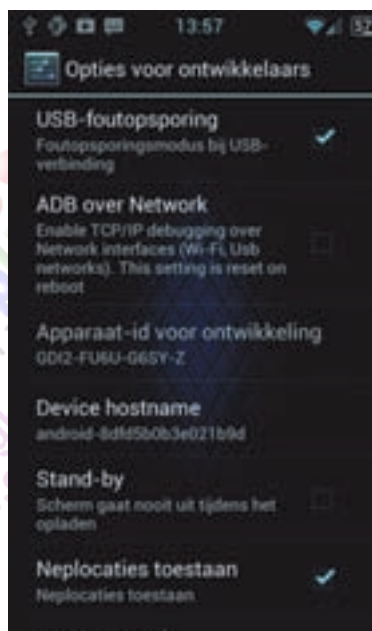 13:57
57
Opties voor ontwikkelaars
USB-foutopsporing
Foutopsporingsmodus bij USB-
verbinding
ADB over Network
Enable TCP/IP debugging over
Network interfaces (Wi-Fi, Usb
networks). This setting is reset on
reboot
Apparaat-id voor ontwikkeling
GDI2-FU6U-G6SY-Z
Device hostname
android-8dfd5b0b3e021b9d
Stand-by
Scherm gaat nooit uit tijdens het
opladen
Neplocaties toestaan
Neplocaties toestaan